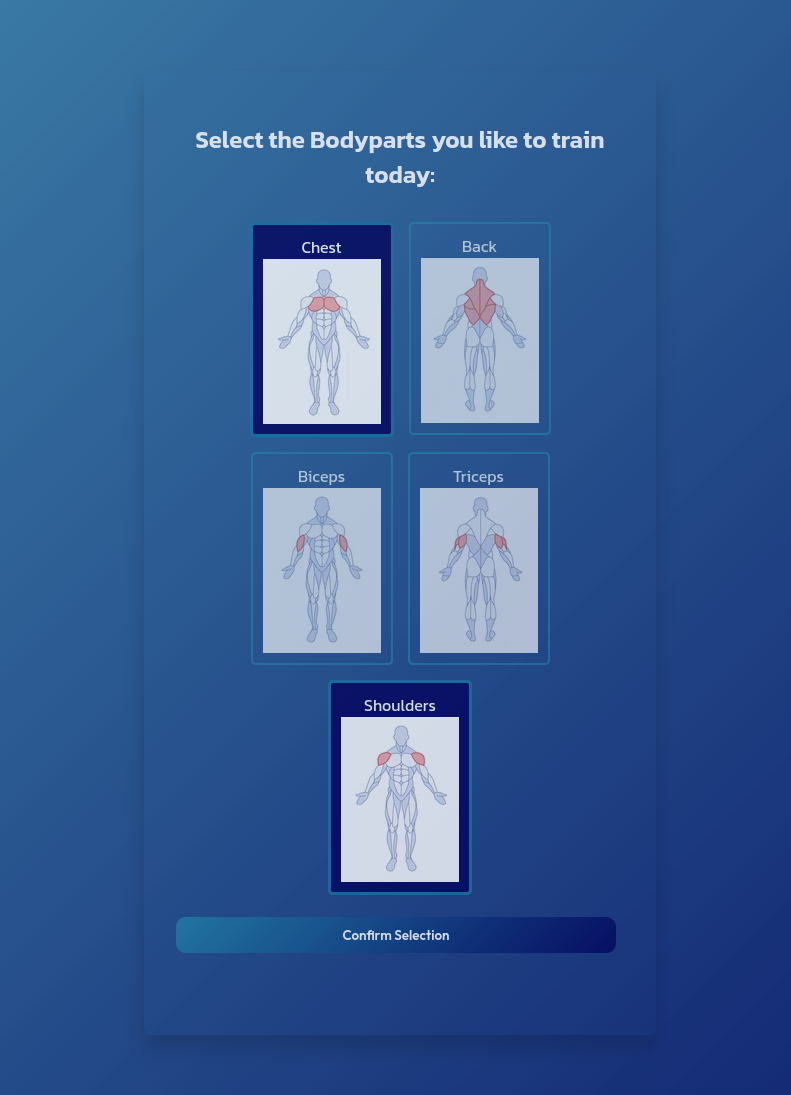 Select the Bodyparts you like to train
today:
Chest
Back
Biceps
Triceps
Shoulders
Confirm Selection